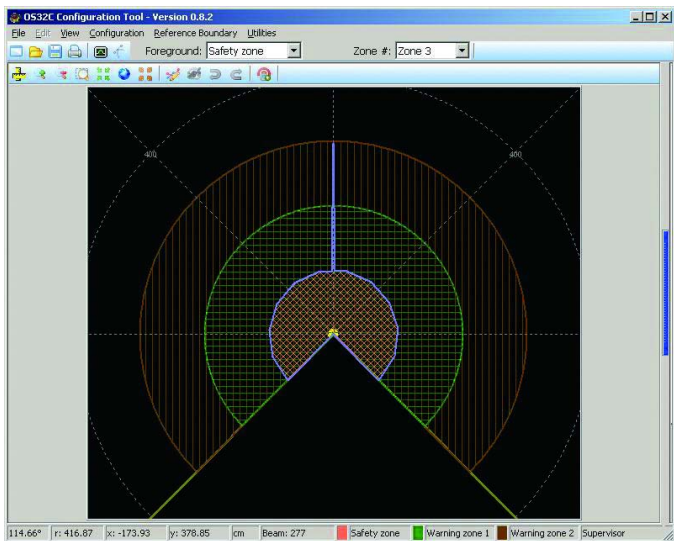 OS32C Configuration Tool - Version 0.8.2
File Edit View Configuration Reference Boundary Utilities
Foreground: Safety zone Zone #: Zone 3
400 400
114.66° r: 416.87 x: -173.93 y: 378.85 cm Beam: 277 Safety zone Warning zone 1 Warning zone 2 Supervisor